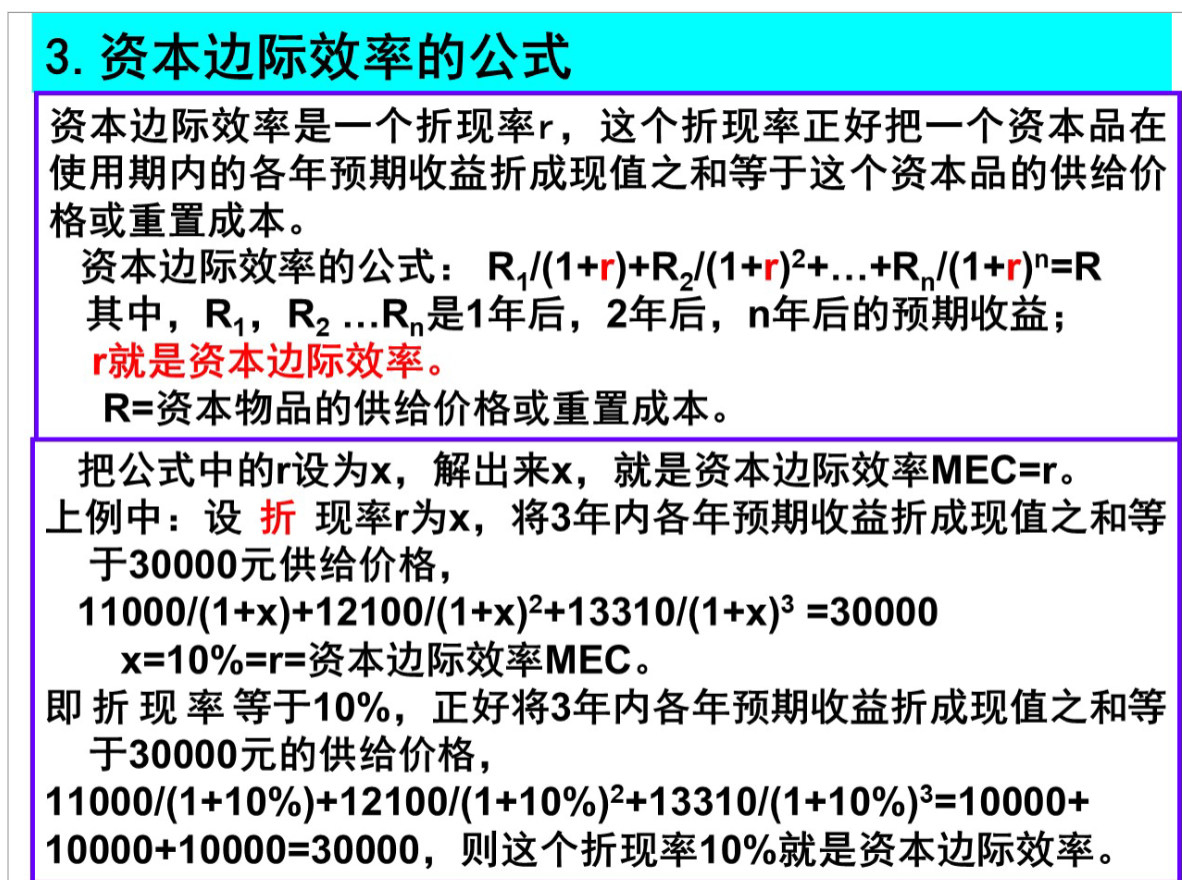 3. 资本边际效率的公式
资本边际效率是一个折现率r，这个折现率正好把一个资本品在
使用期内的各年预期收益折成现值之和等于这个资本品的供给价
格或重置成本。
资本边际效率的公式： R₁/(1+r)+R₂/(1+r)²+…+Rₙ/(1+r)ⁿ=R
其中，R₁，R₂ …Rₙ是1年后，2年后，n年后的预期收益；
r就是资本边际效率。
R=资本物品的供给价格或重置成本。
把公式中的r设为x，解出来x，就是资本边际效率MEC=r。
上例中：设 折 现率r为x，将3年内各年预期收益折成现值之和等
于30000元供给价格，
11000/(1+x)+12100/(1+x)²+13310/(1+x)³ =30000
x=10%=r=资本边际效率MEC。
即 折 现 率 等于10%，正好将3年内各年预期收益折成现值之和等
于30000元的供给价格，
11000/(1+10%)+12100/(1+10%)²+13310/(1+10%)³=10000+
10000+10000=30000，则这个折现率10%就是资本边际效率。